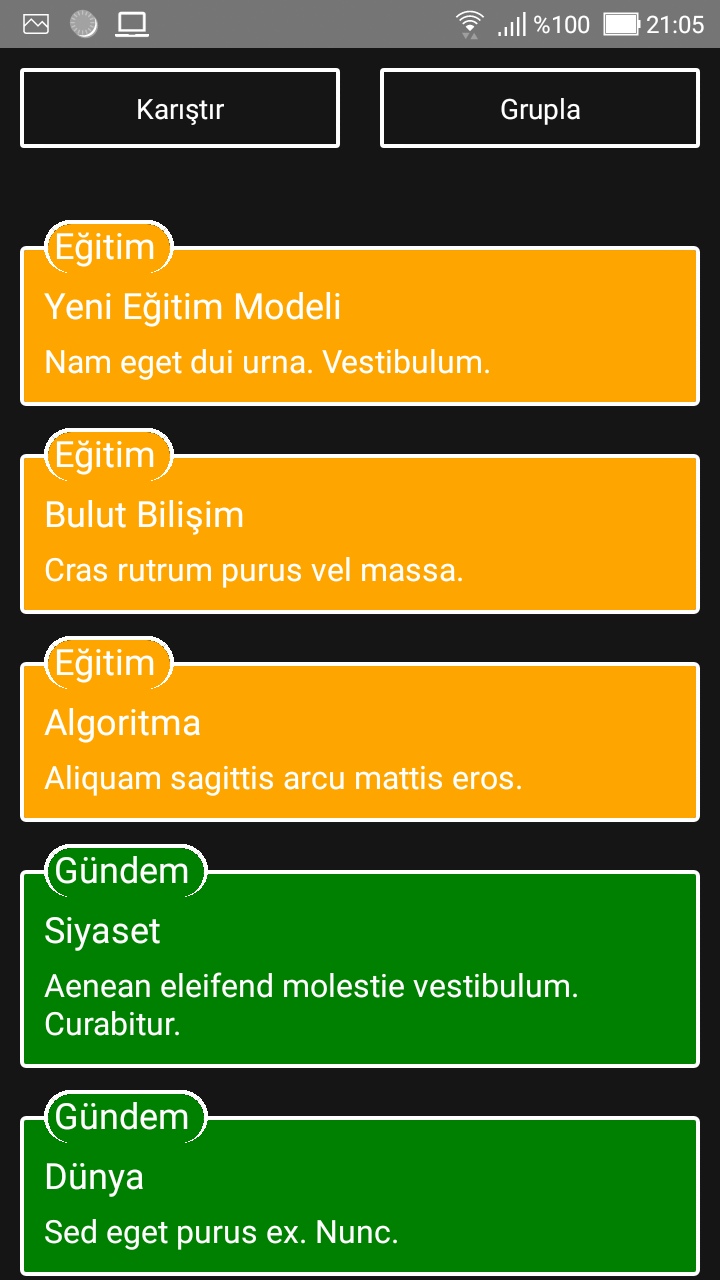 %100 21:05
Karıştır
Grupla
Eğitim
Yeni Eğitim Modeli
Nam eget dui urna. Vestibulum.
Eğitim
Bulut Bilişim
Cras rutrum purus vel massa.
Eğitim
Algoritma
Aliquam sagittis arcu mattis eros.
Gündem
Siyaset
Aenean eleifend molestie vestibulum.
Curabitur.
Gündem
Dünya
Sed eget purus ex. Nunc.